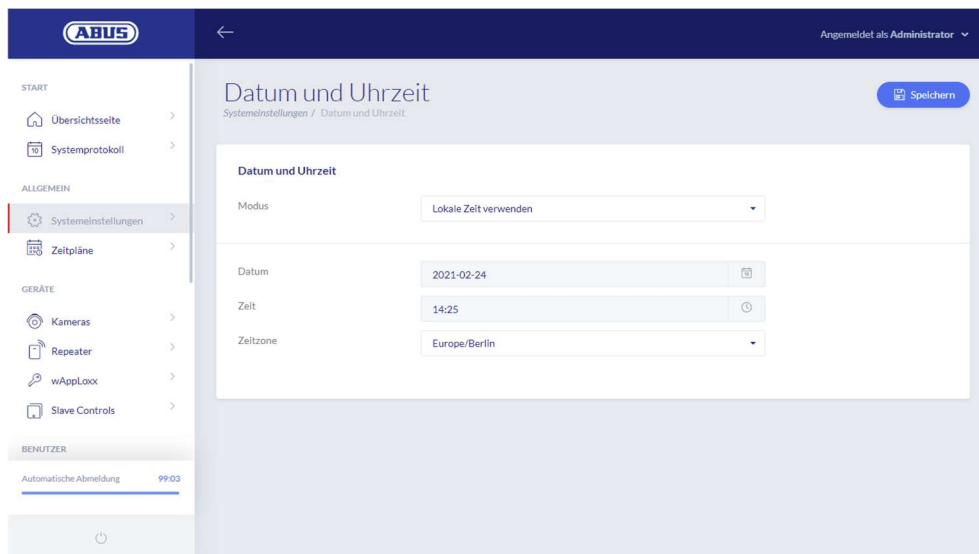 ABUS
Angemeldet als Administrator
START
Übersichtsseite
10
Systemprotokoll
ALLGEMEIN
Systemeinstellungen
Zeitpläne
GERÄTE
Kameras
Repeater
wAppLoxx
Slave Controls
BENUTZER
Automatische Abmeldung 99:03
Datum und Uhrzeit
Speichern
Systemeinstellungen / Datum und Uhrzeit
Datum und Uhrzeit
Modus Lokale Zeit verwenden
Datum 2021-02-24
Zeit 14:25
Zeitzone Europe/Berlin